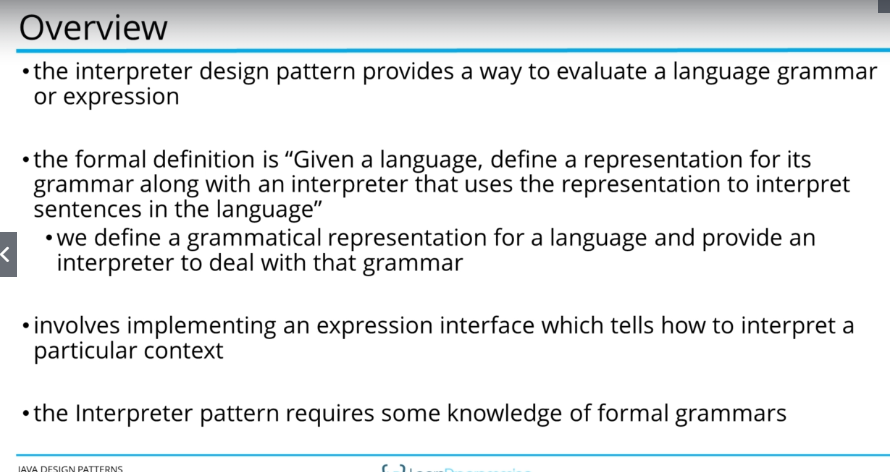 Overview
•the interpreter design pattern provides a way to evaluate a language grammar
or expression
•the formal definition is “Given a language, define a representation for its
grammar along with an interpreter that uses the representation to interpret
sentences in the language”
•we define a grammatical representation for a language and provide an
interpreter to deal with that grammar
•involves implementing an expression interface which tells how to interpret a
particular context
•the Interpreter pattern requires some knowledge of formal grammars
JAVA DESIGN PATTERNS